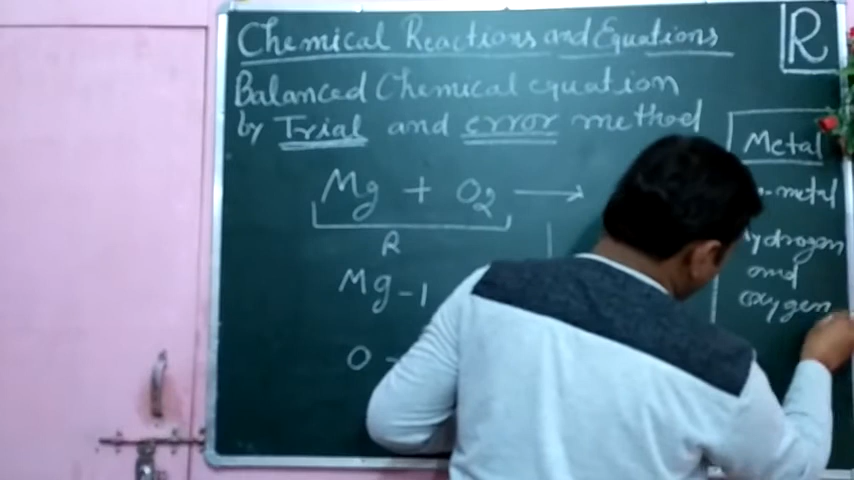 Chemical Reactions and Equations
R
Balanced Chemical equation
by Trial and error method
Mg + O2 →
R
Mg - 1
O -
Metal
-metal
ydrogen
and
oxygen